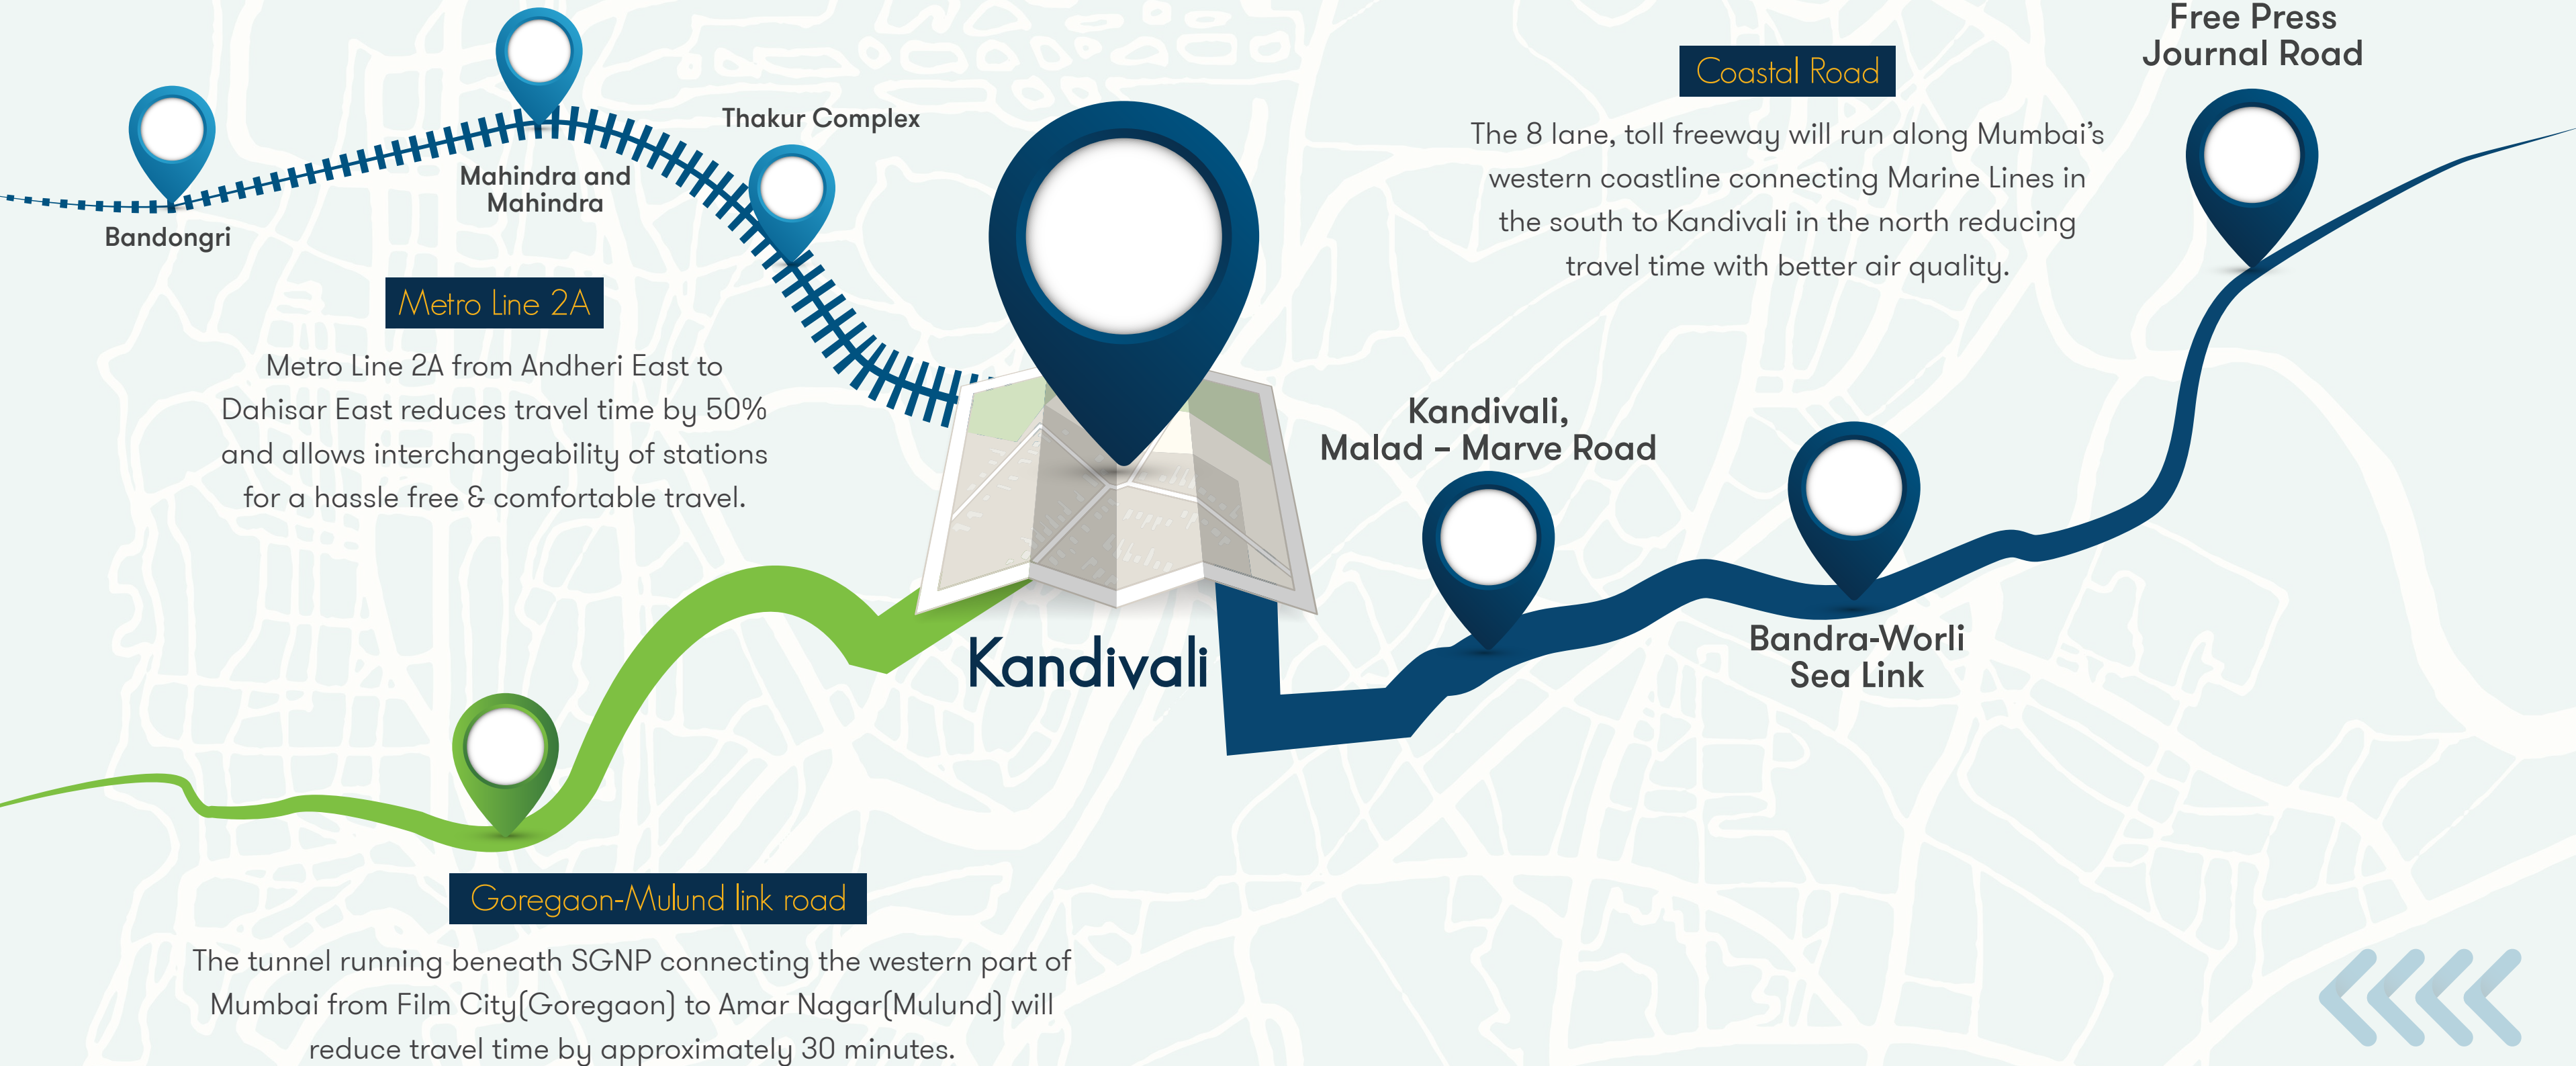 Bandongri
Mahindra and
Mahindra
Thakur Complex
Metro Line 2A
Metro Line 2A from Andheri East to
Dahisar East reduces travel time by 50%
and allows interchangeability of stations
for a hassle free & comfortable travel.
Kandivali
Coastal Road
The 8 lane, toll freeway will run along Mumbai's
western coastline connecting Marine Lines in
the south to Kandivali in the north reducing
travel time with better air quality.
Free Press
Journal Road
Kandivali,
Malad – Marve Road
Bandra-Worli
Sea Link
Goregaon-Mulund link road
The tunnel running beneath SGNP connecting the western part of
Mumbai from Film City(Goregaon) to Amar Nagar(Mulund) will
reduce travel time by approximately 30 minutes.